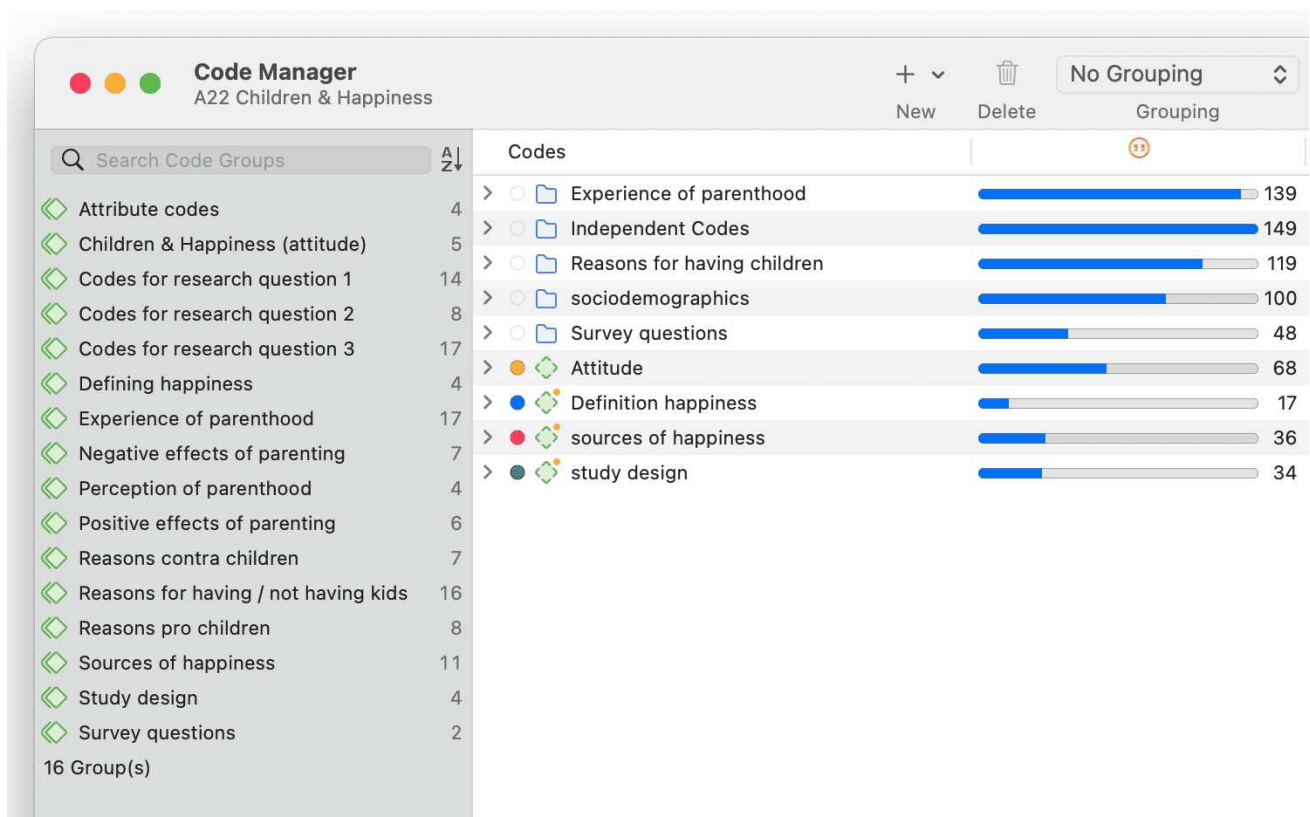 Code Manager
A22 Children & Happiness
New
Delete
No Grouping
Grouping
Search Code Groups
AZ
Attribute codes 4
Children & Happiness (attitude) 5
Codes for research question 1 14
Codes for research question 2 8
Codes for research question 3 17
Defining happiness 4
Experience of parenthood 17
Negative effects of parenting 7
Perception of parenthood 4
Positive effects of parenting 6
Reasons contra children 7
Reasons for having / not having kids 16
Reasons pro children 8
Sources of happiness 11
Study design 4
Survey questions 2
16 Group(s)
Codes
Experience of parenthood 139
Independent Codes 149
Reasons for having children 119
sociodemographics 100
Survey questions 48
Attitude 68
Definition happiness 17
sources of happiness 36
study design 34